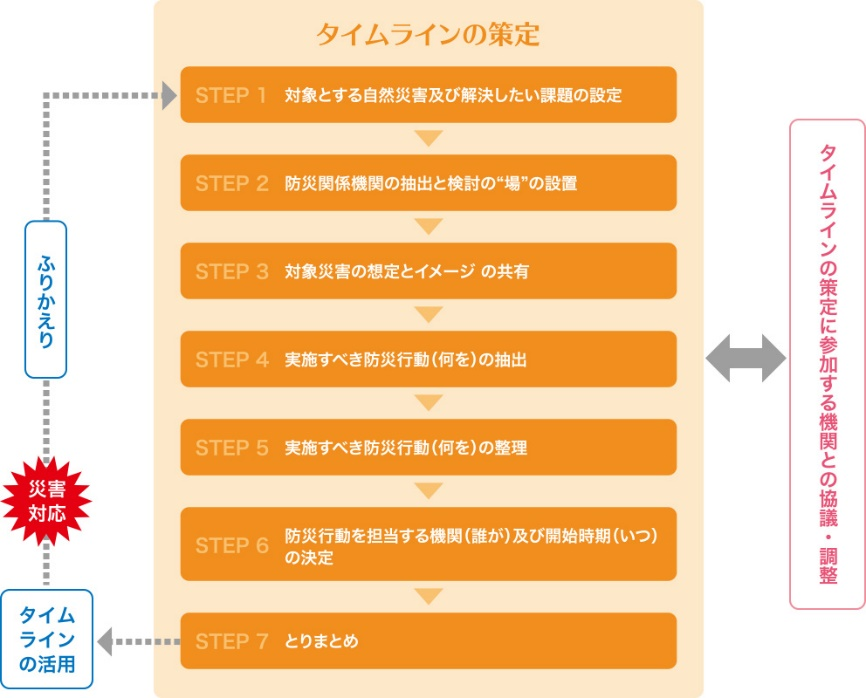 タイムラインの策定
STEP 1 対象とする自然災害及び解決したい課題の設定
STEP 2 防災関係機関の抽出と検討の“場”の設置
STEP 3 対象災害の想定とイメージ の共有
STEP 4 実施すべき防災行動(何を)の抽出
STEP 5 実施すべき防災行動(何を)の整理
STEP 6 防災行動を担当する機関(誰が)及び開始時期(いつ)
の決定
STEP 7 とりまとめ
タイム
ライン
の活用
災害
対応
ふりかえり
タイムラインの策定に参加する機関との協議・調整